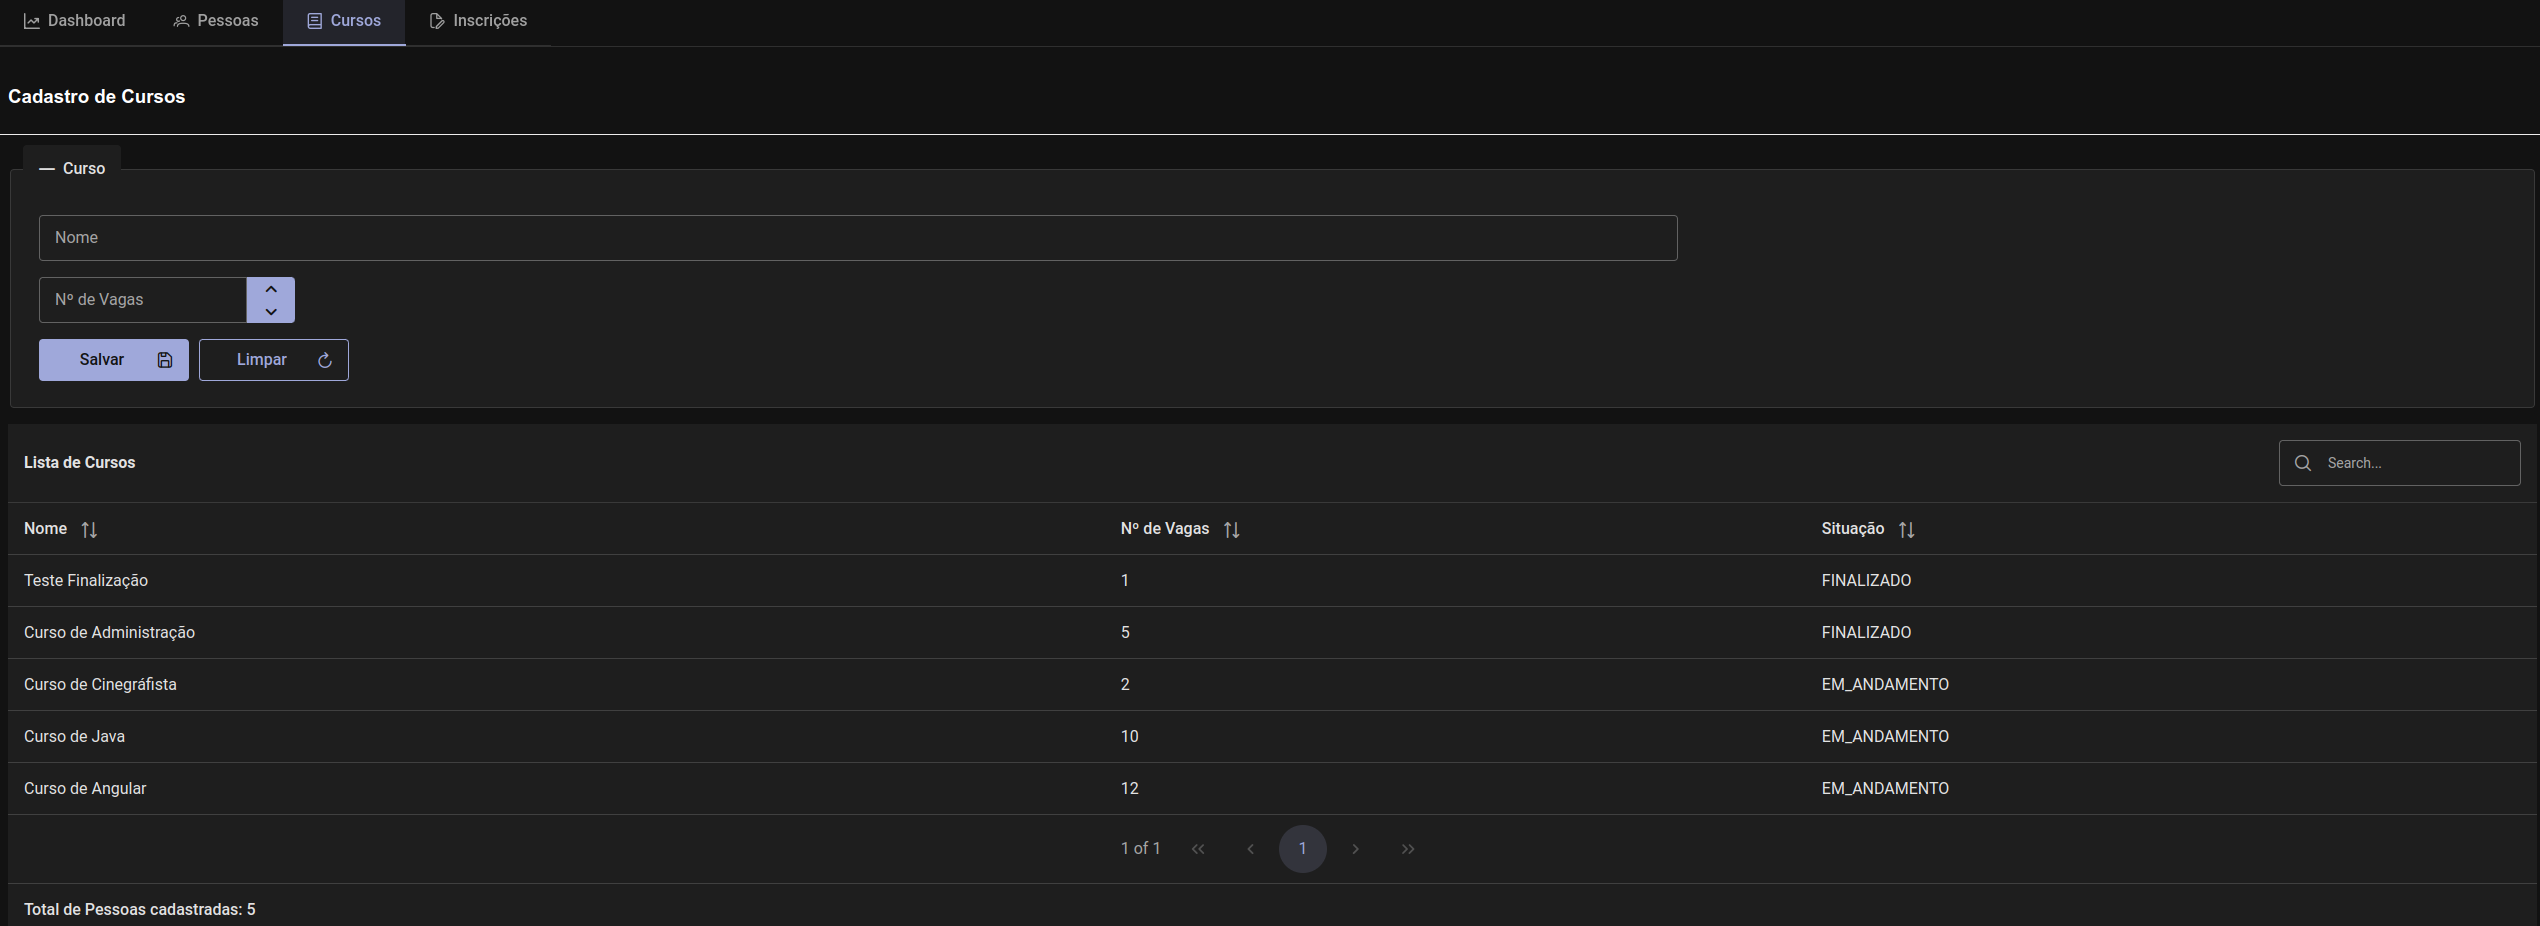 Dashboard Pessoas Cursos Inscrições
Cadastro de Cursos
Curso
Nome
Nº de Vagas
Salvar Limpar
Lista de Cursos Search...
Nome Nº de Vagas Situação
Teste Finalização 1 FINALIZADO
Curso de Administração 5 FINALIZADO
Curso de Cinegráfista 2 EM_ANDAMENTO
Curso de Java 10 EM_ANDAMENTO
Curso de Angular 12 EM_ANDAMENTO
1 of 1 « ‹ 1 › »
Total de Pessoas cadastradas: 5